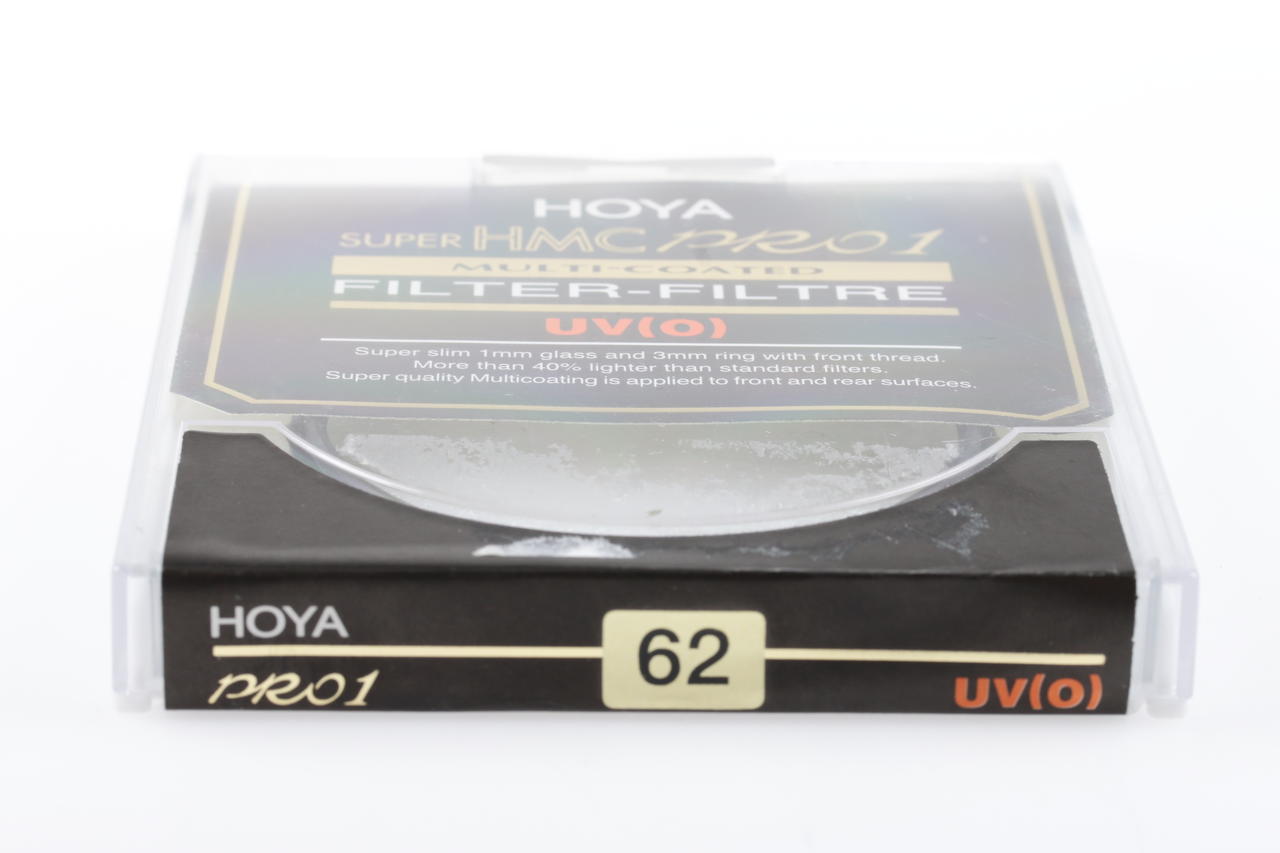 HOYA
SUPER HMC PRO1
MULTI-COATED
FILTER-FILTRE
UV(O)
Super slim 1mm glass and 3mm ring with front thread.
More than 40% lighter than standard filters.
Super quality Multicoating is applied to front and rear surfaces.
HOYA
PRO1
62
UV(O)